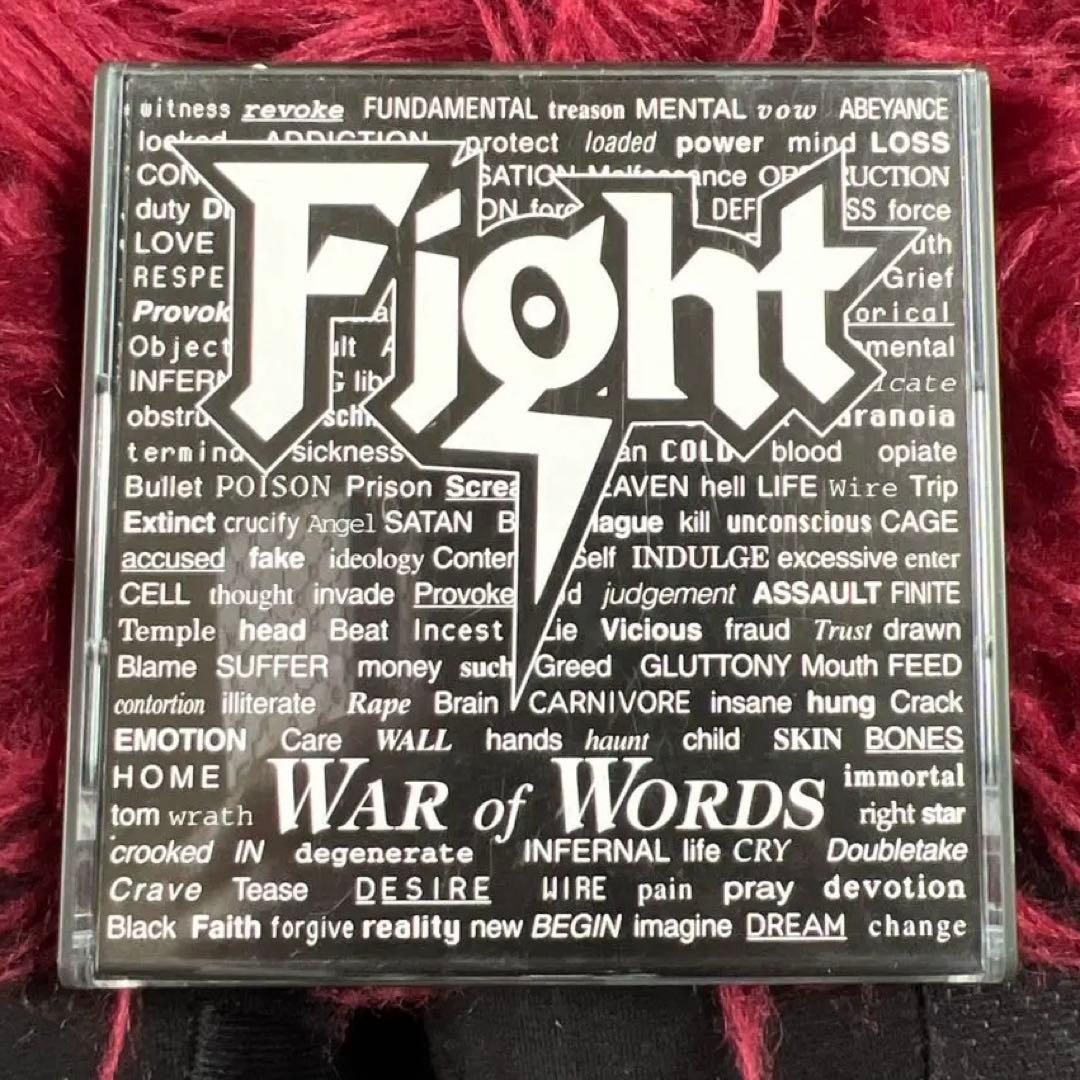 witness revoke FUNDAMENTAL treason MENTAL vow ABEYANCE
protect loaded power mind LOSS
duty force
LOVE
Fight
Grief
obstru
sickness COLD blood opiate
Bullet POISON Prison hell LIFE Wire Trip
Extinct crucify Angel SATAN kill unconscious CAGE
accused fake ideology Self INDULGE excessive enter
CELL thought invade Provoke judgement ASSAULT FINITE
Temple head Beat Incest Lie Vicious fraud Trust drawn
Blame SUFFER money such Greed GLUTTONY Mouth FEED
contortion illiterate Rape Brain CARNIVORE insane hung Crack
EMOTION Care WALL hands haunt child SKIN BONES
HOME WAR of WORDS immortal
tom wrath right star
crooked IN degenerate INFERNAL life CRY Doubletake
Crave Tease DESIRE WIRE pain pray devotion
Black Faith forgive reality new BEGIN imagine DREAM change